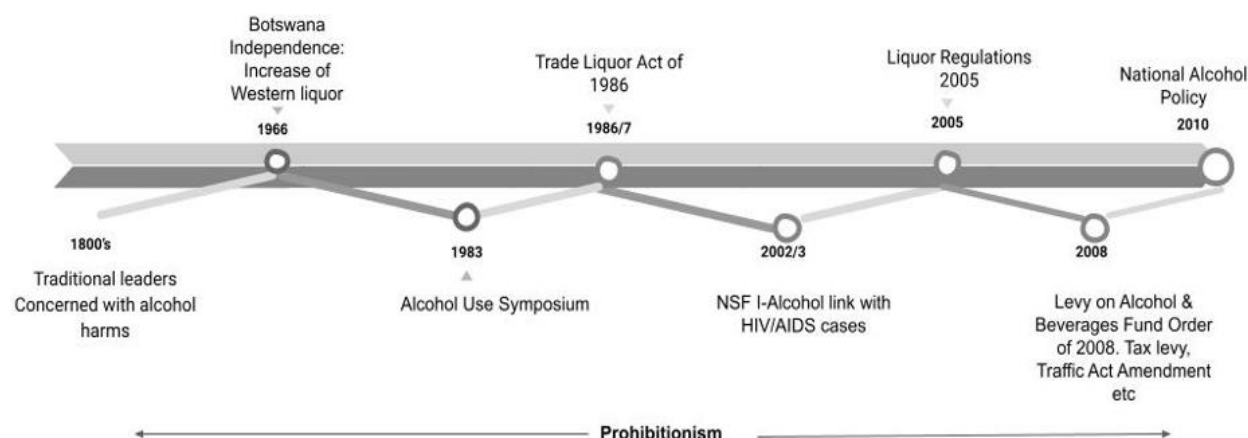 Botswana
Independence:
Increase of
Western liquor
1966
Trade Liquor Act of
1986
1986/7
Liquor Regulations
2005
2005
National Alcohol
Policy
2010
1800's
Traditional leaders
Concerned with alcohol
harms
1983
Alcohol Use Symposium
2002/3
NSF I-Alcohol link with
HIV/AIDS cases
2008
Levy on Alcohol &
Beverages Fund Order
of 2008. Tax levy,
Traffic Act Amendment
etc
Prohibitionism